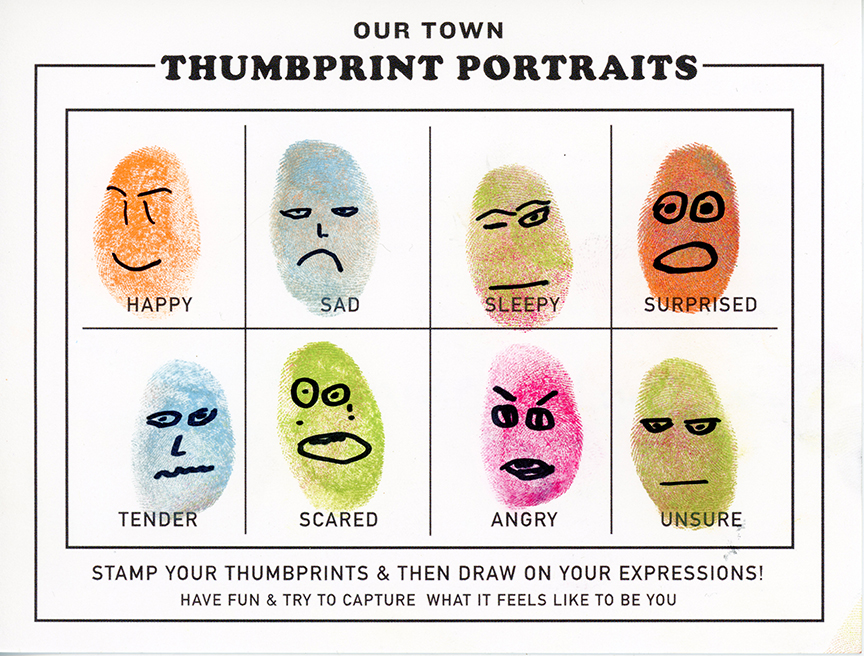 OUR TOWN
THUMBPRINT PORTRAITS
HAPPY
SAD
SLEEPY
SURPRISED
TENDER
SCARED
ANGRY
UNSURE
STAMP YOUR THUMBPRINTS & THEN DRAW ON YOUR EXPRESSIONS!
HAVE FUN & TRY TO CAPTURE WHAT IT FEELS LIKE TO BE YOU